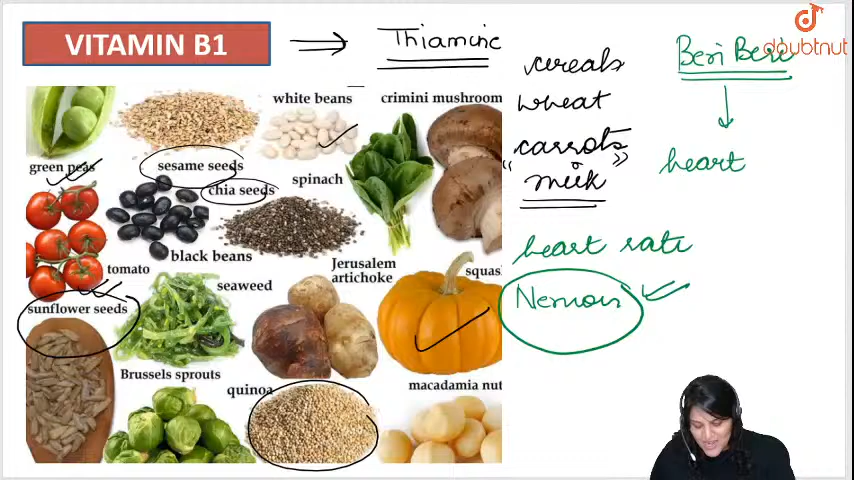 VITAMIN B1
Thiamine
cereals
wheat
carrots
"milk"
Beri Beri
doubtnut
heart
heart rate
Nervous
white beans
crimini mushroom
green peas
sesame seeds
chia seeds
spinach
black beans
tomato
seaweed
Jerusalem
artichoke
squas
sunflower seeds
Brussels sprouts
quinoa
macadamia nut